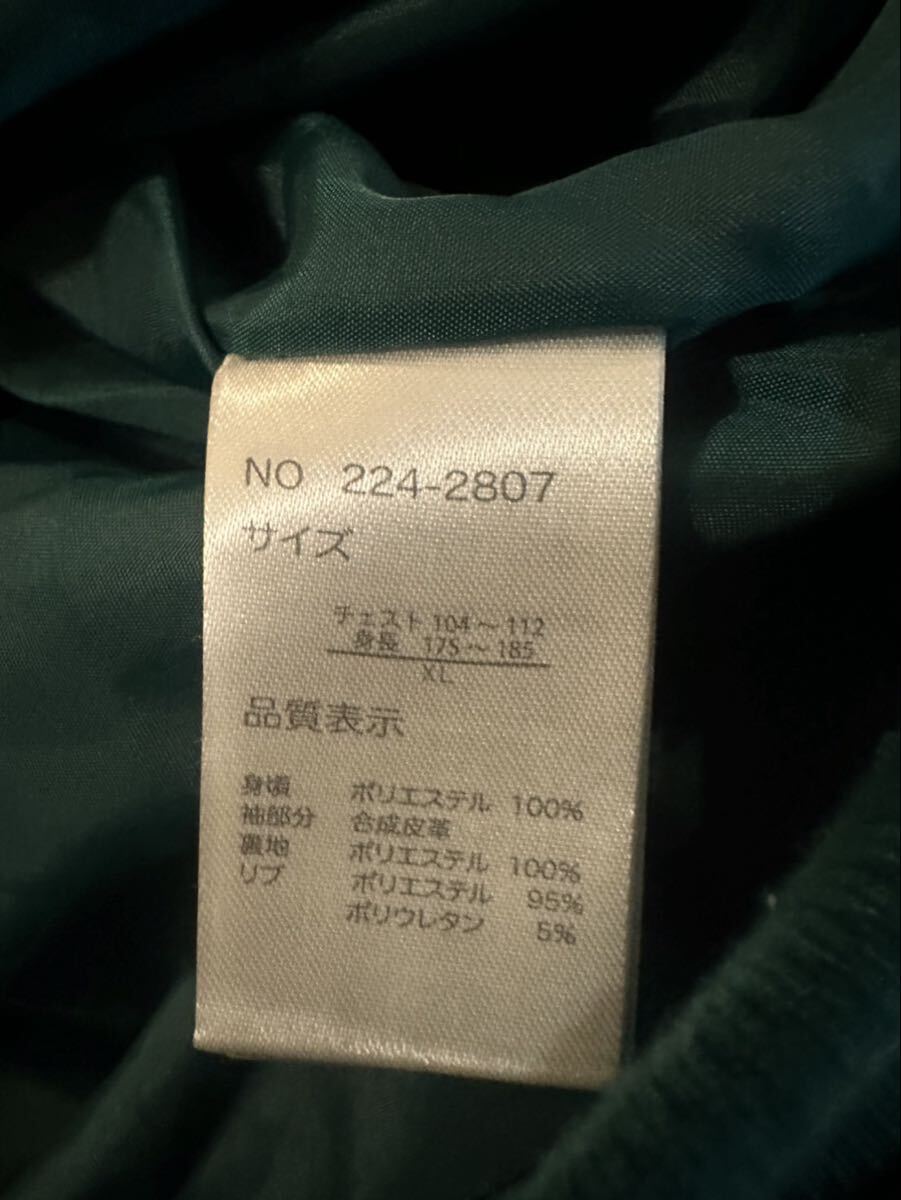 NO 224-2807
サイズ
チェスト 104～112
身長 175～185
XL
品質表示
身頃 ポリエステル 100%
袖部分 合成皮革
裏地 ポリエステル 100%
リブ ポリエステル 95%
ポリウレタン 5%